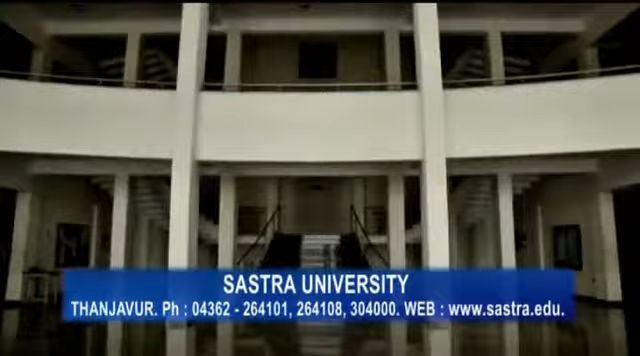 SASTRA UNIVERSITY
THANJAVUR. Ph : 04362 - 264101, 264108, 304000. WEB : www.sastra.edu.